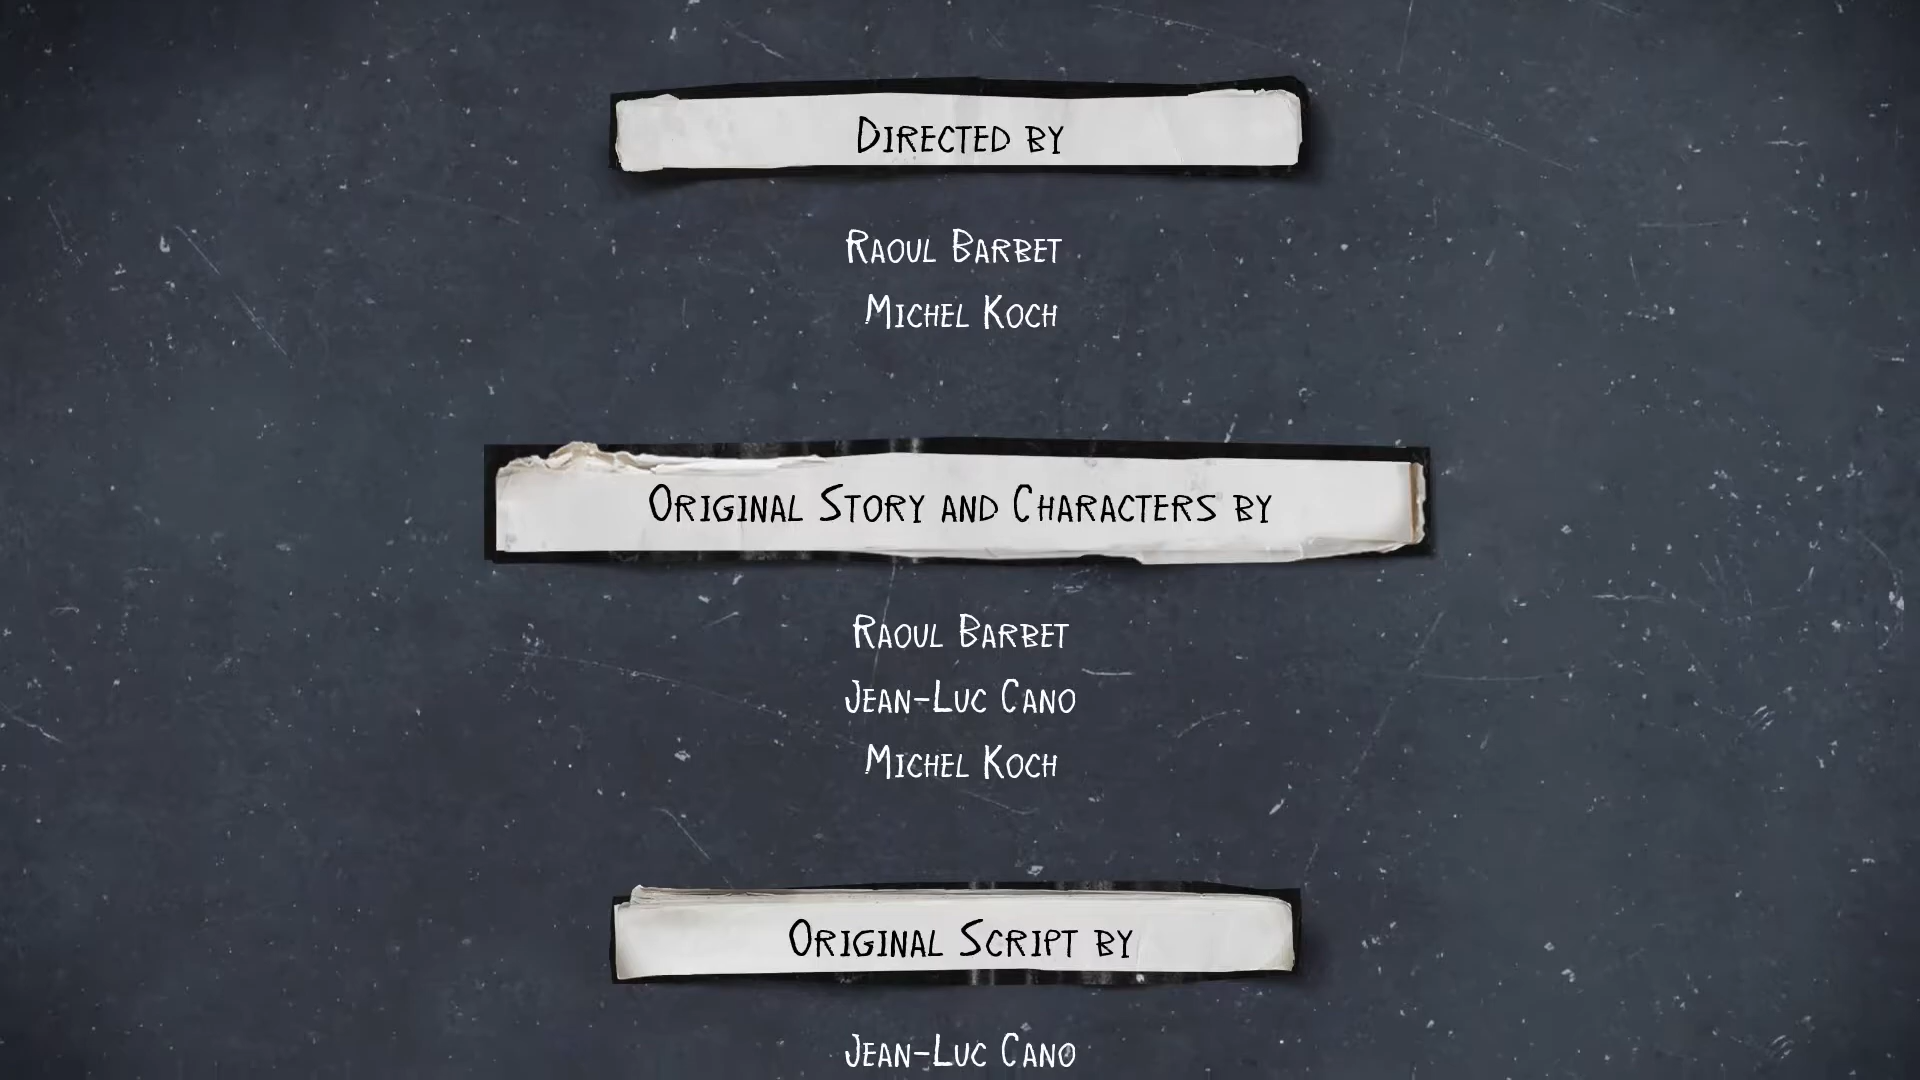 Directed by
Raoul Barbet
Michel Koch
Original Story and Characters by
Raoul Barbet
Jean-Luc Cano
Michel Koch
Original Script by
Jean-Luc Cano